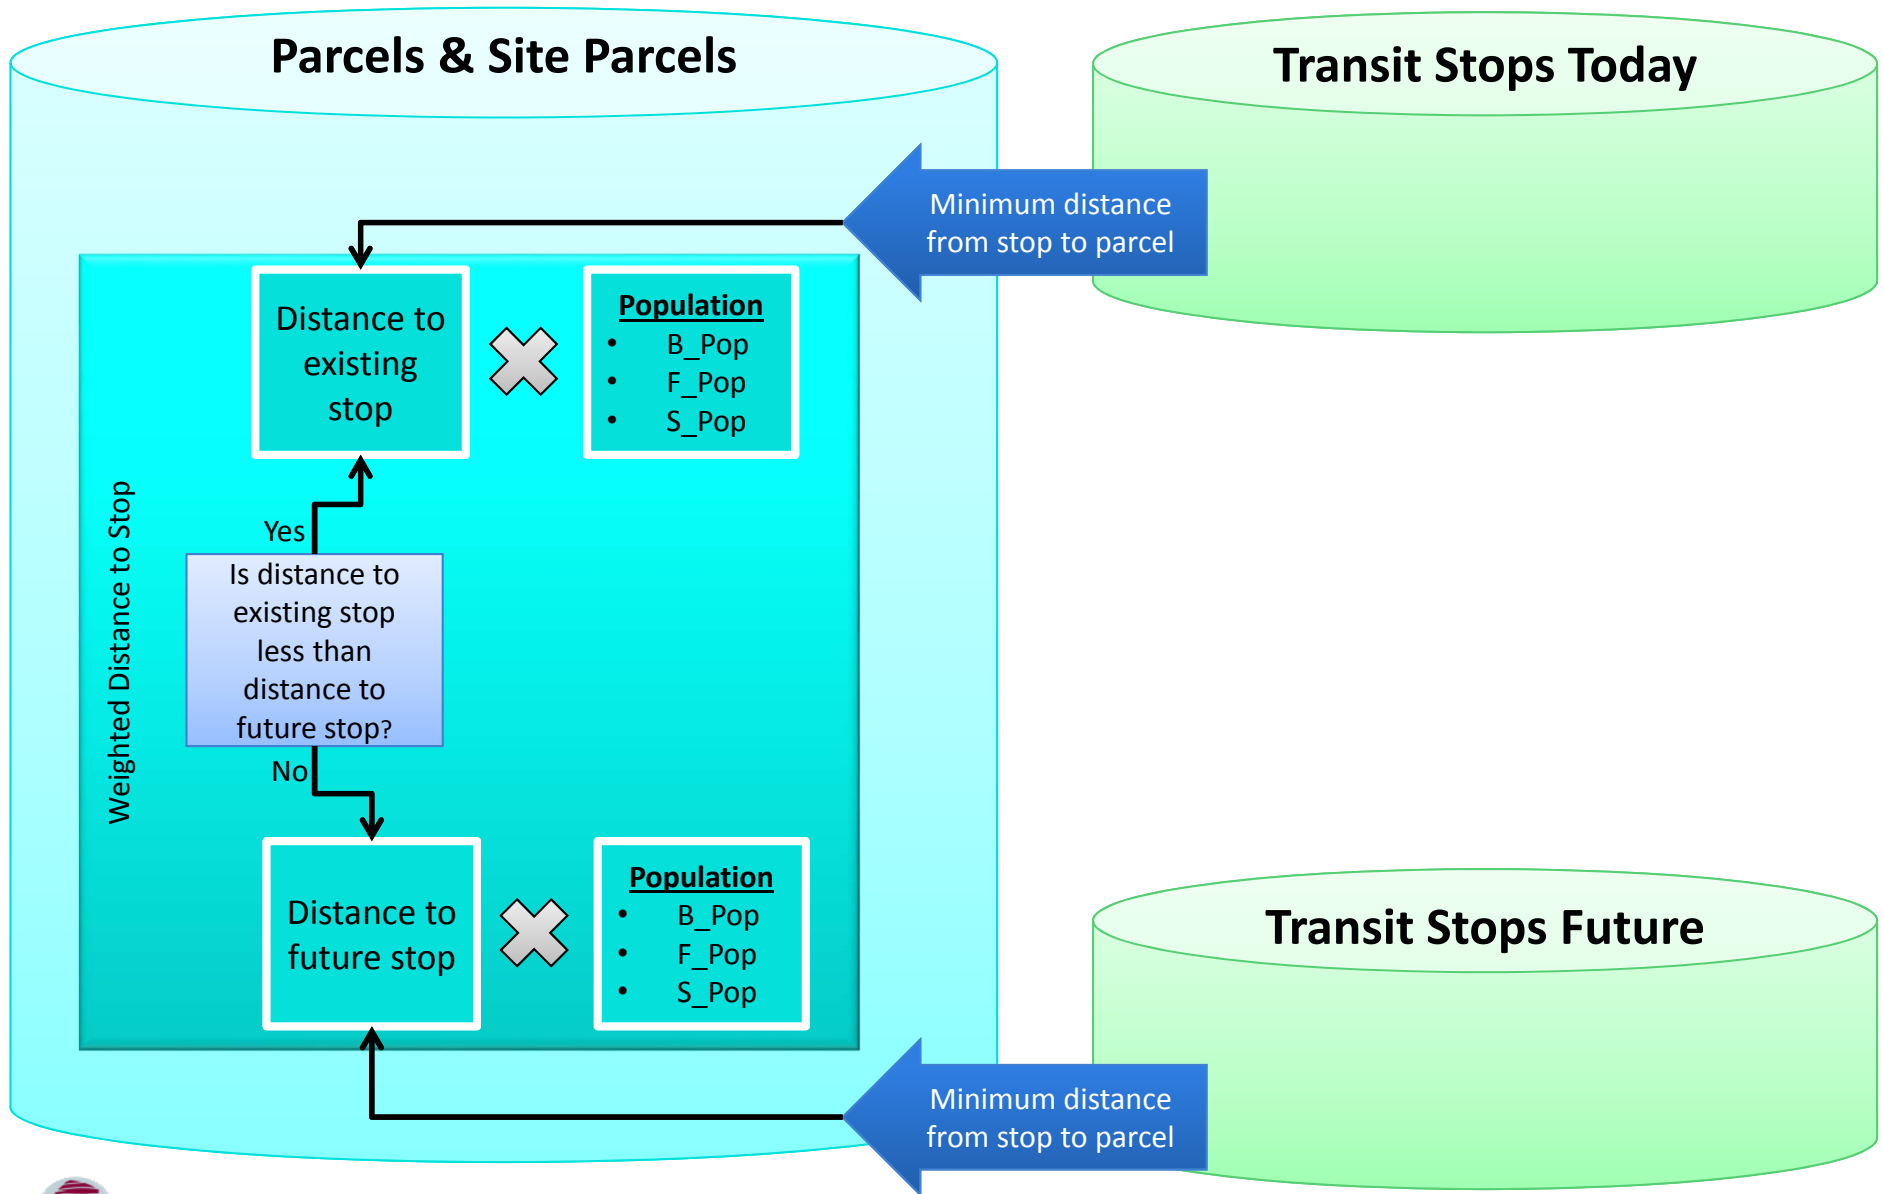 Parcels & Site Parcels
Transit Stops Today
Minimum distance
from stop to parcel
Distance to
existing
stop
Population
• B_Pop
• F_Pop
• S_Pop
Weighted Distance to Stop
Yes
Is distance to
existing stop
less than
distance to
future stop?
No
Distance to
future stop
Population
• B_Pop
• F_Pop
• S_Pop
Transit Stops Future
Minimum distance
from stop to parcel